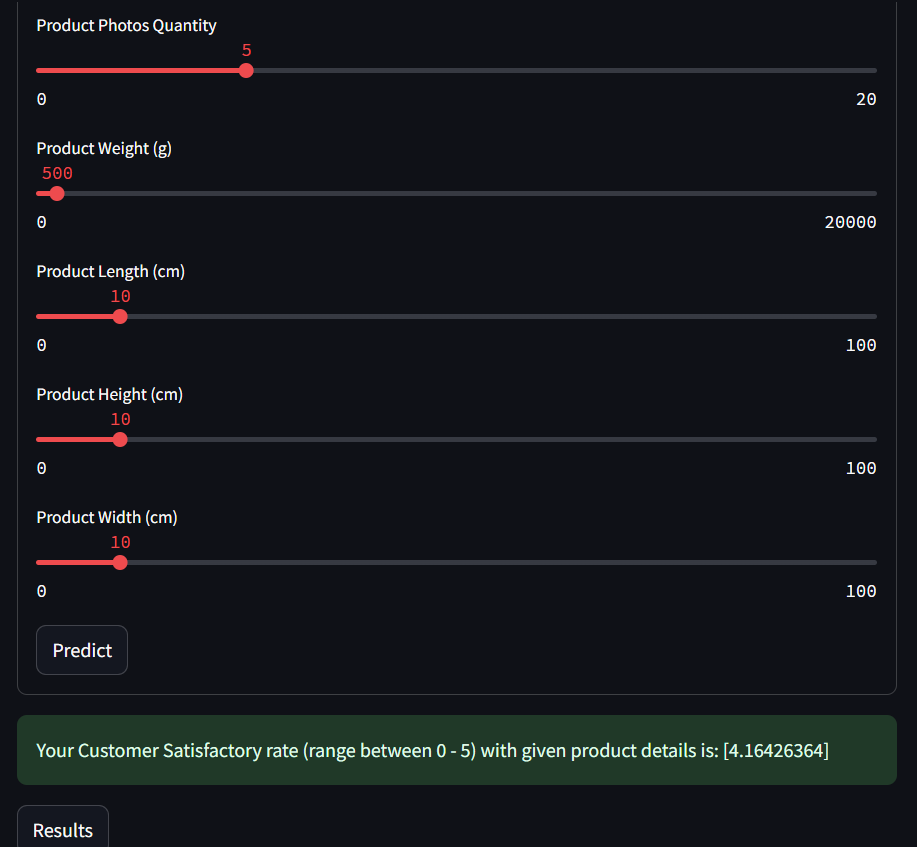 Product Photos Quantity
5
0 20
Product Weight (g)
500
0 20000
Product Length (cm)
10
0 100
Product Height (cm)
10
0 100
Product Width (cm)
10
0 100
Predict
Your Customer Satisfactory rate (range between 0 - 5) with given product details is: [4.16426364]
Results